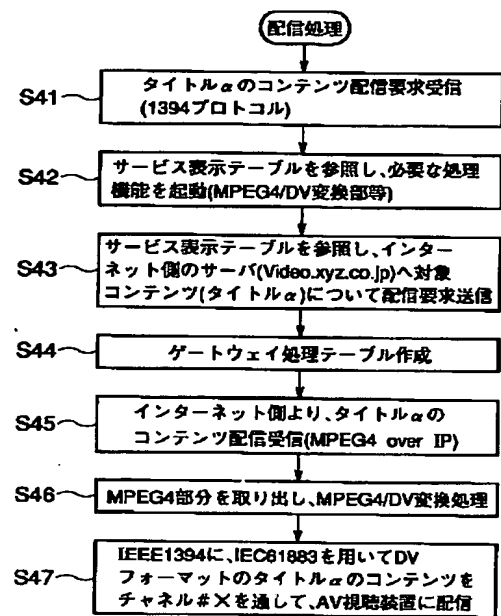 配信処理
S41
タイトルαのコンテンツ配信要求受信
(1394プロトコル)
S42
サービス表示テーブルを参照し、必要な処理
機能を起動(MPEG4/DV変換部等)
S43
サービス表示テーブルを参照し、インター
ネット側のサーバ(Video.xyz.co.jp)へ対象
コンテンツ(タイトルα)について配信要求送信
S44
ゲートウェイ処理テーブル作成
S45
インターネット側より、タイトルαの
コンテンツ配信受信(MPEG4 over IP)
S46
MPEG4部分を取り出し、MPEG4/DV変換処理
S47
IEEE1394に、IEC61883を用いてDV
フォーマットのタイトルαのコンテンツを
チャネル#Xを通して、AV視聴装置に配信